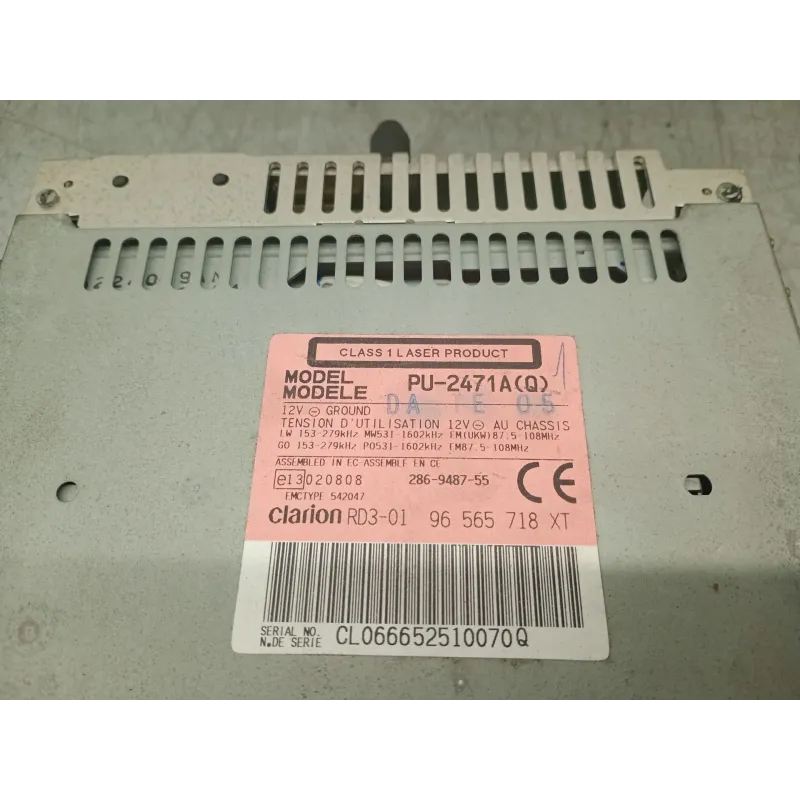 CLASS 1 LASER PRODUCT
1
MODEL
MODELE PU-2471A(Q)
DATE 05
12V ⊖ GROUND
TENSION D'UTILISATION 12V ⊖ AU CHASSIS
LW 153-279kHz MW531-1602kHz FM(UKW)87.5-108MHz
GO 153-279kHz PO531-1602kHz FM87.5-108MHz
ASSEMBLED IN EC-ASSEMBLE EN CE
e13 020808 286-9487-55 CE
EMCTYPE 542047
clarion RD3-01 96 565 718 XT
SERIAL NO.
N.DE SERIE CL066652510070Q